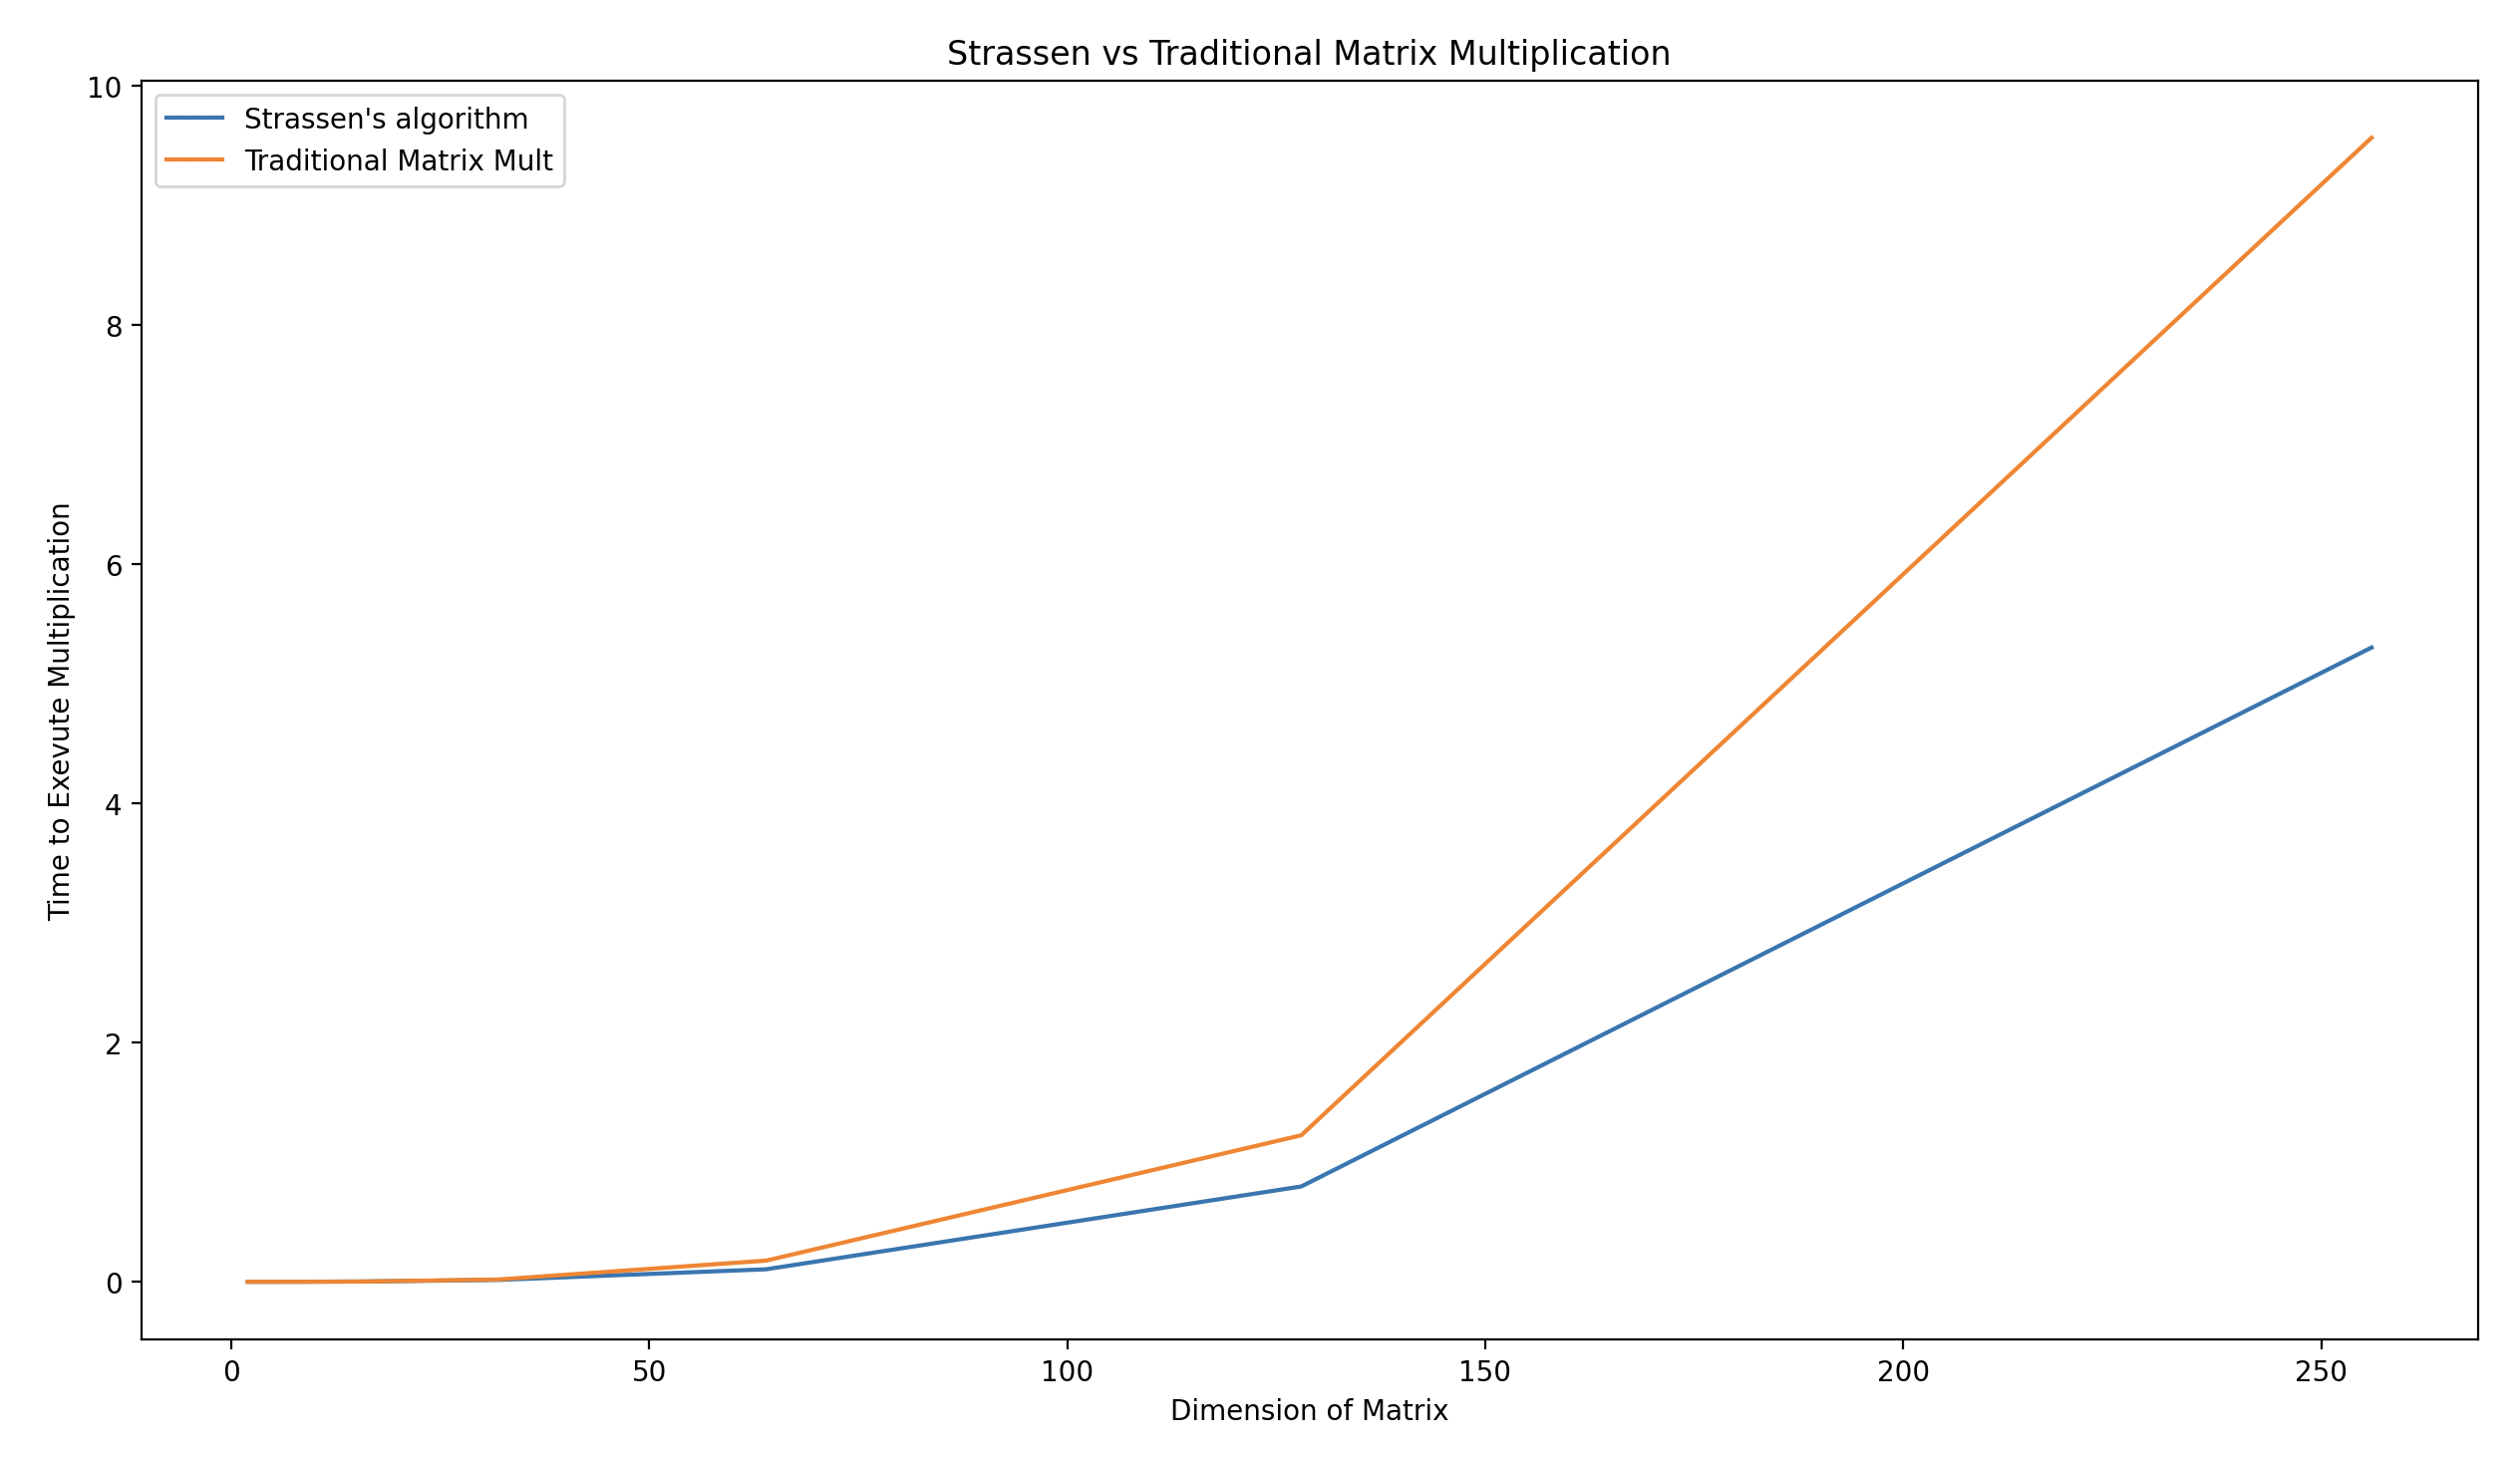 Strassen vs Traditional Matrix Multiplication
Strassen's algorithm
Traditional Matrix Mult
Time to Exevute Multiplication
10
8
6
4
2
0
0 50 100 150 200 250
Dimension of Matrix